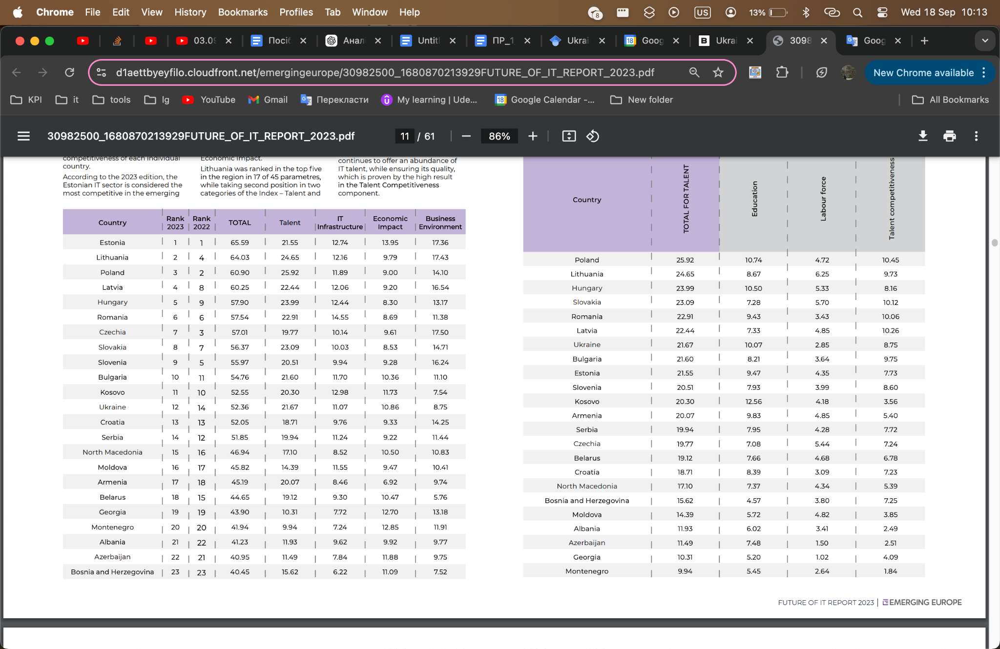 Chrome File Edit View History Bookmarks Profiles Tab Window Help 8 US 13% Wed 18 Sep 10:13
03.09 Посіб Анал Untitl ПР_1_ Ukrai 18 Goog B Ukrai 3098 Goog
d1aettbyeyfilo.cloudfront.net/emergingeurope/30982500_1680870213929FUTURE_OF_IT_REPORT_2023.pdf New Chrome available
KPI it tools lg YouTube Gmail Перекласти My learning | Ude... 18 Google Calendar -... New folder All Bookmarks
30982500_1680870213929FUTURE_OF_IT_REPORT_2023.pdf 11 / 61 86%
competitiveness of each individual
country.
According to the 2023 edition, the
Estonian IT sector is considered the
most competitive in the emerging
Economic Impact.
Lithuania was ranked in the top five
in the region in 17 of 45 parametres,
while taking second position in two
categories of the Index – Talent and
continues to offer an abundance of
IT talent, while ensuring its quality,
which is proven by the high result
in the Talent Competitiveness
component.
Country Rank 2023 Rank 2022 TOTAL Talent IT Infrastructure Economic Impact Business Environment
Estonia 1 1 65.59 21.55 12.74 13.95 17.36
Lithuania 2 4 64.03 24.65 12.16 9.79 17.43
Poland 3 2 60.90 25.92 11.89 9.00 14.10
Latvia 4 8 60.25 22.44 12.06 9.20 16.54
Hungary 5 9 57.90 23.99 12.44 8.30 13.17
Romania 6 6 57.54 22.91 14.55 8.69 11.38
Czechia 7 3 57.01 19.77 10.14 9.61 17.50
Slovakia 8 7 56.37 23.09 10.03 8.53 14.71
Slovenia 9 5 55.97 20.51 9.94 9.28 16.24
Bulgaria 10 11 54.76 21.60 11.70 10.36 11.10
Kosovo 11 10 52.55 20.30 12.98 11.73 7.54
Ukraine 12 14 52.36 21.67 11.07 10.86 8.75
Croatia 13 13 52.05 18.71 9.76 9.33 14.25
Serbia 14 12 51.85 19.94 11.24 9.22 11.44
North Macedonia 15 16 46.94 17.10 8.52 10.50 10.83
Moldova 16 17 45.82 14.39 11.55 9.47 10.41
Armenia 17 18 45.19 20.07 8.46 6.92 9.74
Belarus 18 15 44.65 19.12 9.30 10.47 5.76
Georgia 19 19 43.90 10.31 7.72 12.70 13.18
Montenegro 20 20 41.94 9.94 7.24 12.85 11.91
Albania 21 22 41.23 11.93 9.62 9.92 9.77
Azerbaijan 22 21 40.95 11.49 7.84 11.88 9.75
Bosnia and Herzegovina 23 23 40.45 15.62 6.22 11.09 7.52
Country TOTAL FOR TALENT Education Labour force Talent competitiveness
Poland 25.92 10.74 4.72 10.45
Lithuania 24.65 8.67 6.25 9.73
Hungary 23.99 10.50 5.33 8.16
Slovakia 23.09 7.28 5.70 10.12
Romania 22.91 9.43 3.43 10.06
Latvia 22.44 7.33 4.85 10.26
Ukraine 21.67 10.07 2.85 8.75
Bulgaria 21.60 8.21 3.64 9.75
Estonia 21.55 9.47 4.35 7.73
Slovenia 20.51 7.93 3.99 8.60
Kosovo 20.30 12.56 4.18 3.56
Armenia 20.07 9.83 4.85 5.40
Serbia 19.94 7.95 4.28 7.72
Czechia 19.77 7.08 5.44 7.24
Belarus 19.12 7.66 4.68 6.78
Croatia 18.71 8.39 3.09 7.23
North Macedonia 17.10 7.37 4.34 5.39
Bosnia and Herzegovina 15.62 4.57 3.80 7.25
Moldova 14.39 5.72 4.82 3.85
Albania 11.93 6.02 3.41 2.49
Azerbaijan 11.49 7.48 1.50 2.51
Georgia 10.31 5.20 1.02 4.09
Montenegro 9.94 5.45 2.64 1.84
FUTURE OF IT REPORT 2023 | EMERGING EUROPE